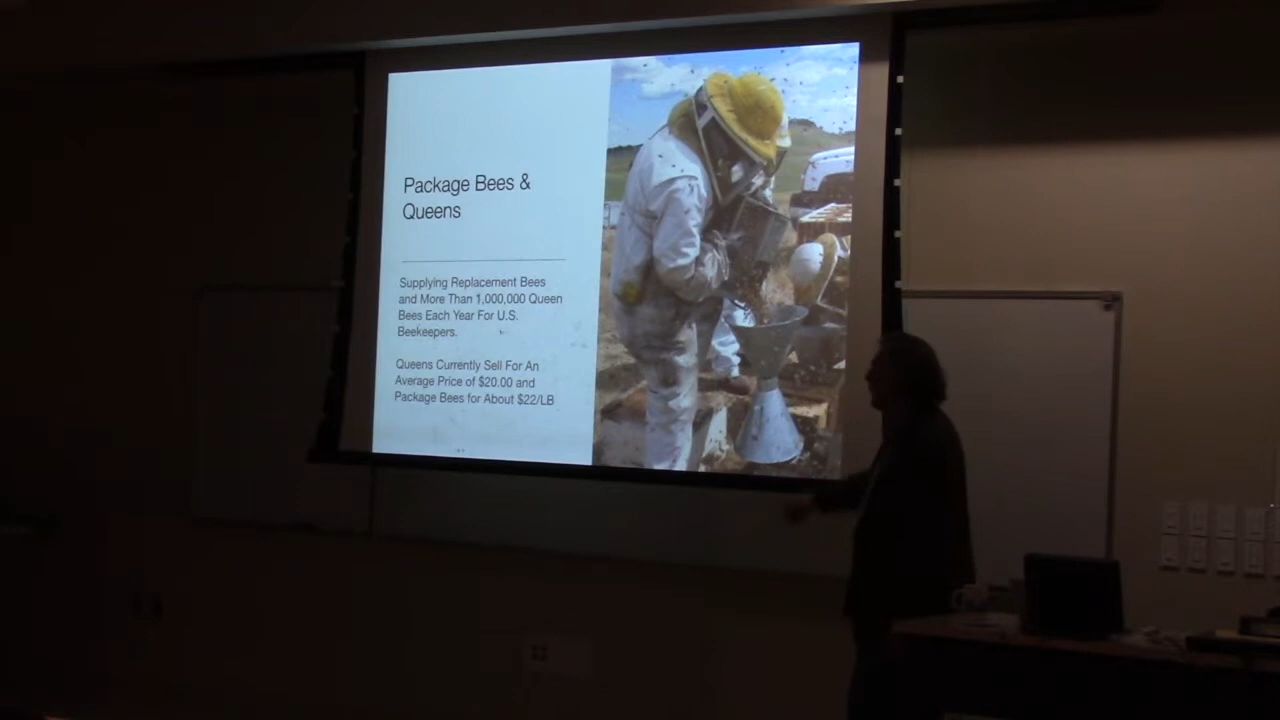 Package Bees &
Queens
Supplying Replacement Bees
and More Than 1,000,000 Queen
Bees Each Year For U.S.
Beekeepers.
Queens Currently Sell For An
Average Price of $20.00 and
Package Bees for About $22/LB